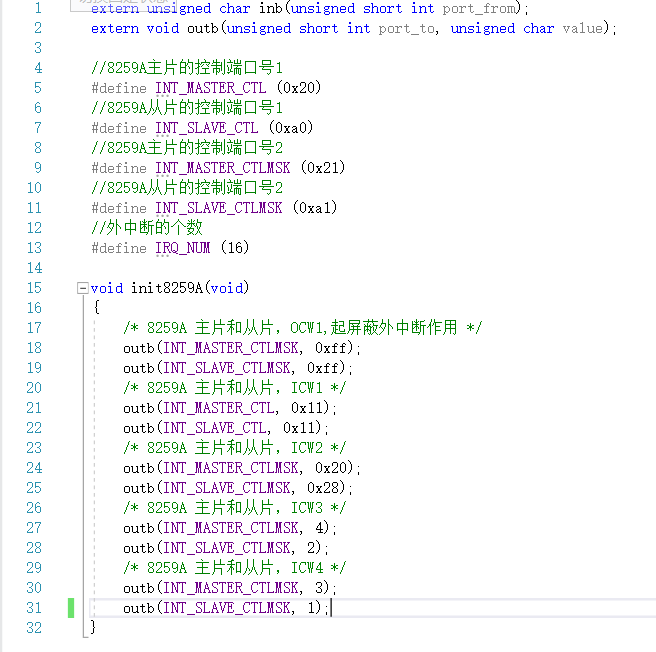 1 extern unsigned char inb(unsigned short int port_from);
2 extern void outb(unsigned short int port_to, unsigned char value);
3
4 //8259A主片的控制端口号1
5 #define INT_MASTER_CTL (0x20)
6 //8259A从片的控制端口号1
7 #define INT_SLAVE_CTL (0xa0)
8 //8259A主片的控制端口号2
9 #define INT_MASTER_CTLMSK (0x21)
10 //8259A从片的控制端口号2
11 #define INT_SLAVE_CTLMSK (0xa1)
12 //外中断的个数
13 #define IRQ_NUM (16)
14
15 void init8259A(void)
16 {
17 /* 8259A 主片和从片，OCW1,起屏蔽外中断作用 */
18 outb(INT_MASTER_CTLMSK, 0xff);
19 outb(INT_SLAVE_CTLMSK, 0xff);
20 /* 8259A 主片和从片，ICW1 */
21 outb(INT_MASTER_CTL, 0x11);
22 outb(INT_SLAVE_CTL, 0x11);
23 /* 8259A 主片和从片，ICW2 */
24 outb(INT_MASTER_CTLMSK, 0x20);
25 outb(INT_SLAVE_CTLMSK, 0x28);
26 /* 8259A 主片和从片，ICW3 */
27 outb(INT_MASTER_CTLMSK, 4);
28 outb(INT_SLAVE_CTLMSK, 2);
29 /* 8259A 主片和从片，ICW4 */
30 outb(INT_MASTER_CTLMSK, 3);
31 outb(INT_SLAVE_CTLMSK, 1);
32 }